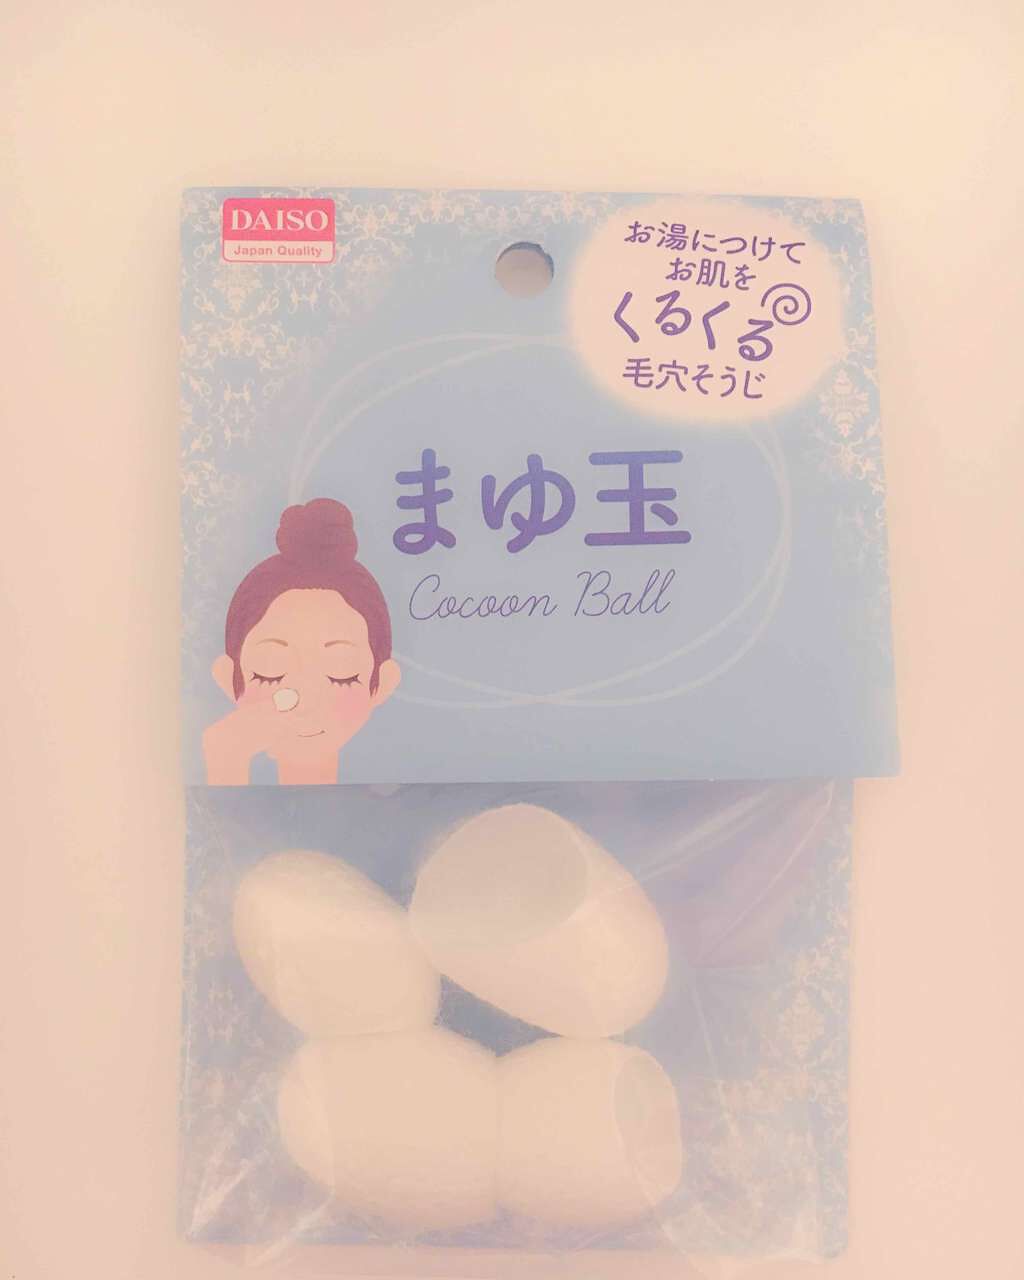 DAISO
Japan Quality
お湯につけて
お肌を
くるくる
毛穴そうじ
まゆ玉
Cocoon Ball